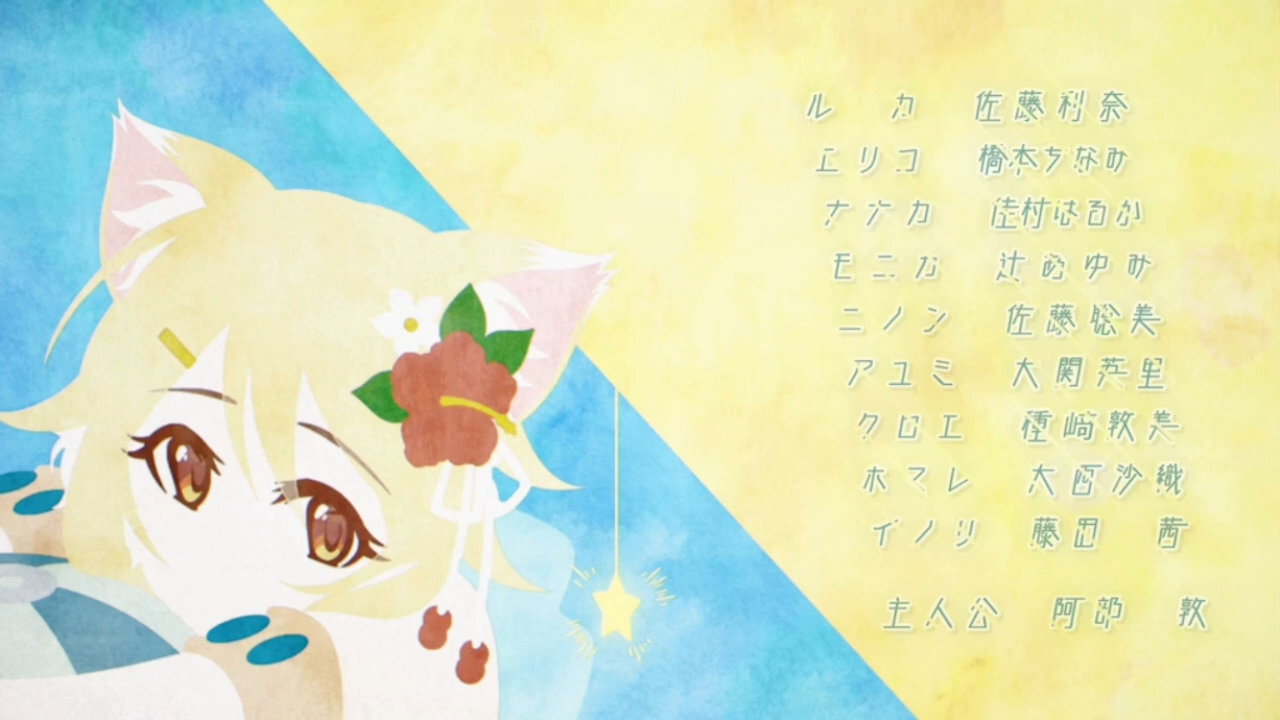 ルカ 佐藤利奈
エリコ 橋本ちなみ
ナナカ 佳村はるか
モニカ 辻あゆみ
ニノン 佐藤聡美
アユミ 大関英里
クロエ 種﨑敦美
ホマレ 大西沙織
イノリ 藤田茜
主人公 阿部敦